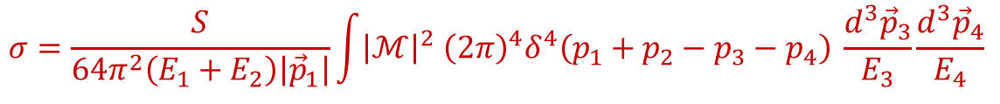 σ = S / (64π²(E₁ + E₂)|p⃗₁|) ∫|ℳ|² (2π)⁴δ⁴(p₁ + p₂ − p₃ − p₄) d³p⃗₃/E₃ d³p⃗₄/E₄